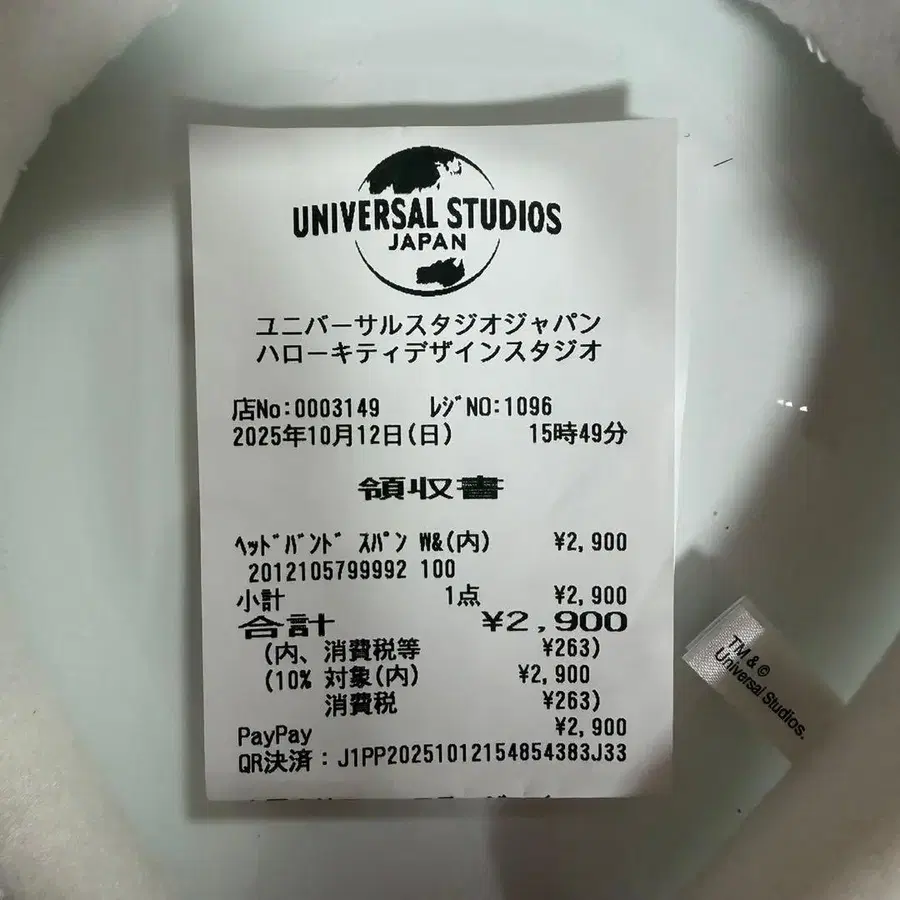 UNIVERSAL STUDIOS
JAPAN
ユニバーサルスタジオジャパン
ハローキティデザインスタジオ
店No:0003149 ﾚｼﾞNO:1096
2025年10月12日(日) 15時49分
領収書
ﾍｯﾄﾞﾊﾞﾝﾄﾞ ｽﾊﾟﾝ W&(内) ¥2,900
2012105799992 100
小計 1点 ¥2,900
合計 ¥2,900
(内、消費税等 ¥263)
(10% 対象(内) ¥2,900
消費税 ¥263)
PayPay ¥2,900
QR決済：J1PP20251012154854383J33
TM & ©
Universal Studios.